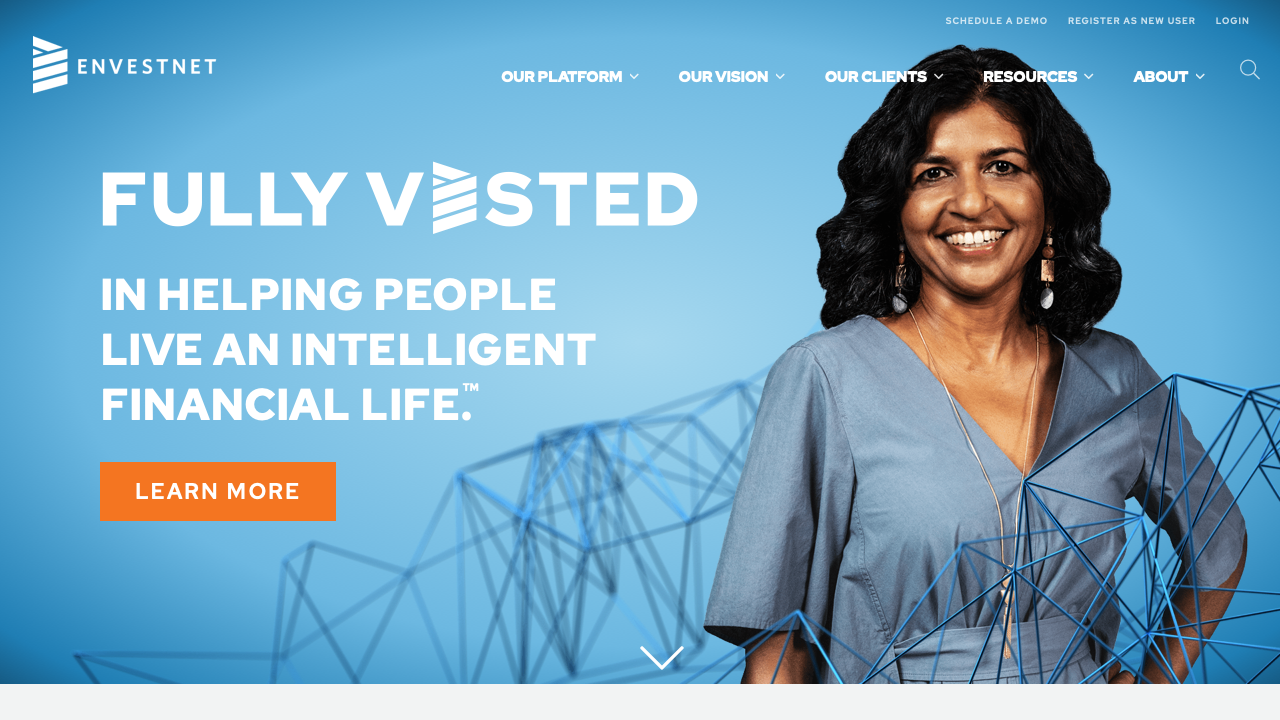 SCHEDULE A DEMO REGISTER AS NEW USER LOGIN
ENVESTNET
OUR PLATFORM OUR VISION OUR CLIENTS RESOURCES ABOUT
FULLY VESTED
IN HELPING PEOPLE
LIVE AN INTELLIGENT
FINANCIAL LIFE.™
LEARN MORE